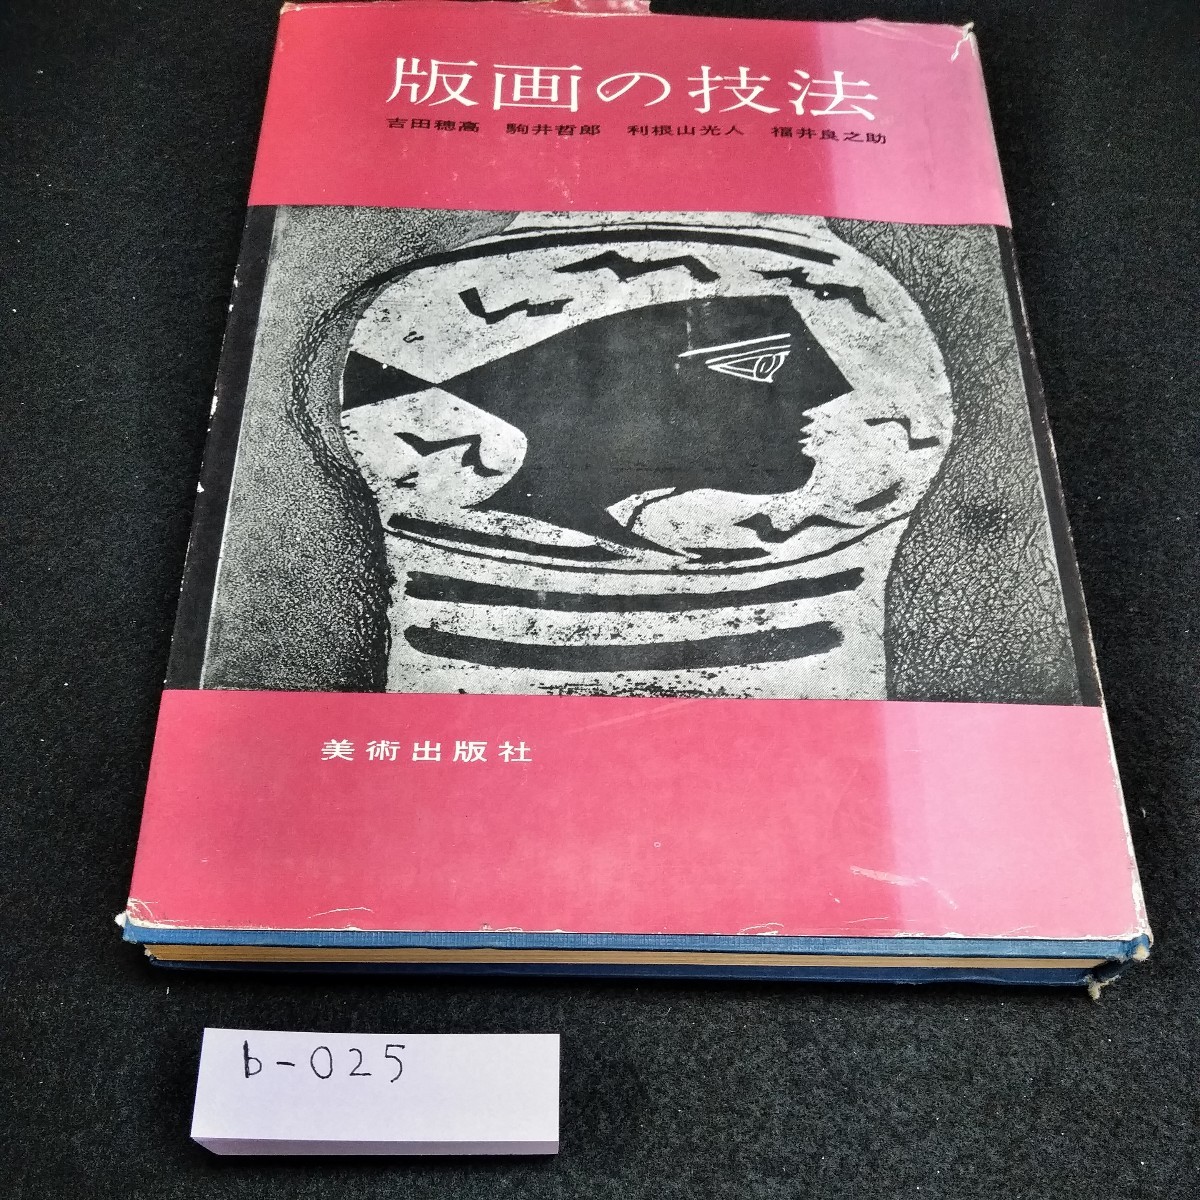 版画の技法
吉田穂高　駒井哲郎　利根山光人　福井良之助
美術出版社
b-025